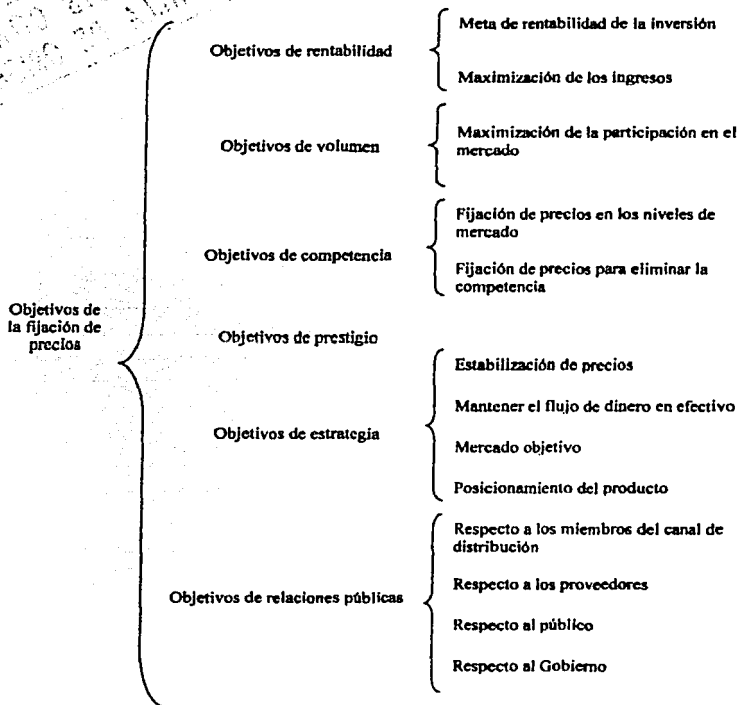 Objetivos de
la fijación de
precios
Objetivos de rentabilidad
Meta de rentabilidad de la inversión
Maximización de los ingresos
Objetivos de volumen
Maximización de la participación en el
mercado
Objetivos de competencia
Fijación de precios en los niveles de
mercado
Fijación de precios para eliminar la
competencia
Objetivos de prestigio
Objetivos de estrategia
Estabilización de precios
Mantener el flujo de dinero en efectivo
Mercado objetivo
Posicionamiento del producto
Objetivos de relaciones públicas
Respecto a los miembros del canal de
distribución
Respecto a los proveedores
Respecto al público
Respecto al Gobierno